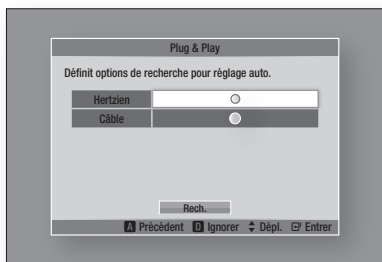 Plug & Play
Définit options de recherche pour réglage auto.
Hertzien
Câble
Rech.
A Précédent D Ignorer Dépl. Entrer